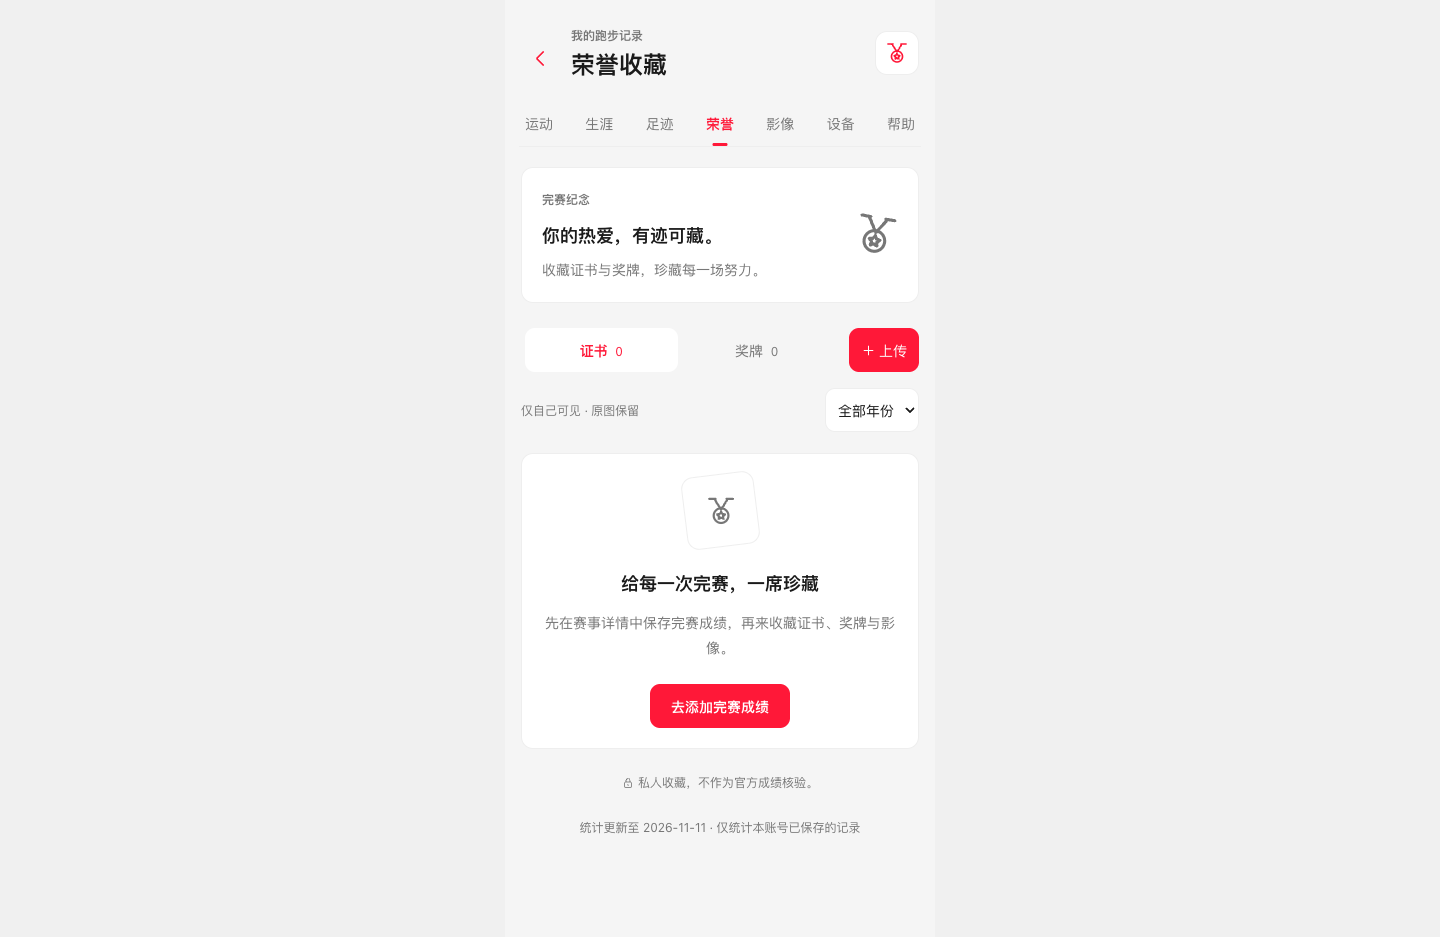 我的跑步记录
荣誉收藏
运动 生涯 足迹 荣誉 影像 设备 帮助
完赛纪念
你的热爱，有迹可藏。
收藏证书与奖牌，珍藏每一场努力。
证书 0 奖牌 0 + 上传
仅自己可见 · 原图保留 全部年份
给每一次完赛，一席珍藏
先在赛事详情中保存完赛成绩，再来收藏证书、奖牌与影
像。
去添加完赛成绩
私人收藏，不作为官方成绩核验。
统计更新至 2026-11-11 · 仅统计本账号已保存的记录